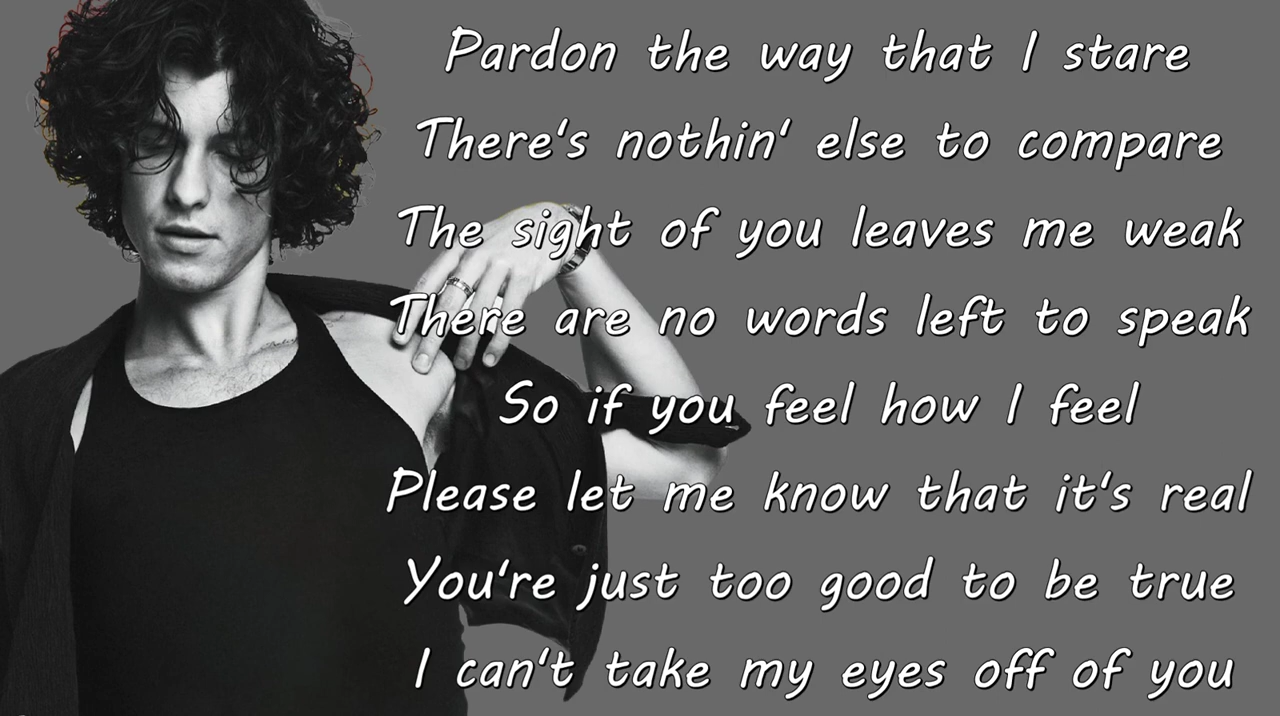 Pardon the way that I stare
There's nothin' else to compare
The sight of you leaves me weak
There are no words left to speak
So if you feel how I feel
Please let me know that it's real
You're just too good to be true
I can't take my eyes off of you